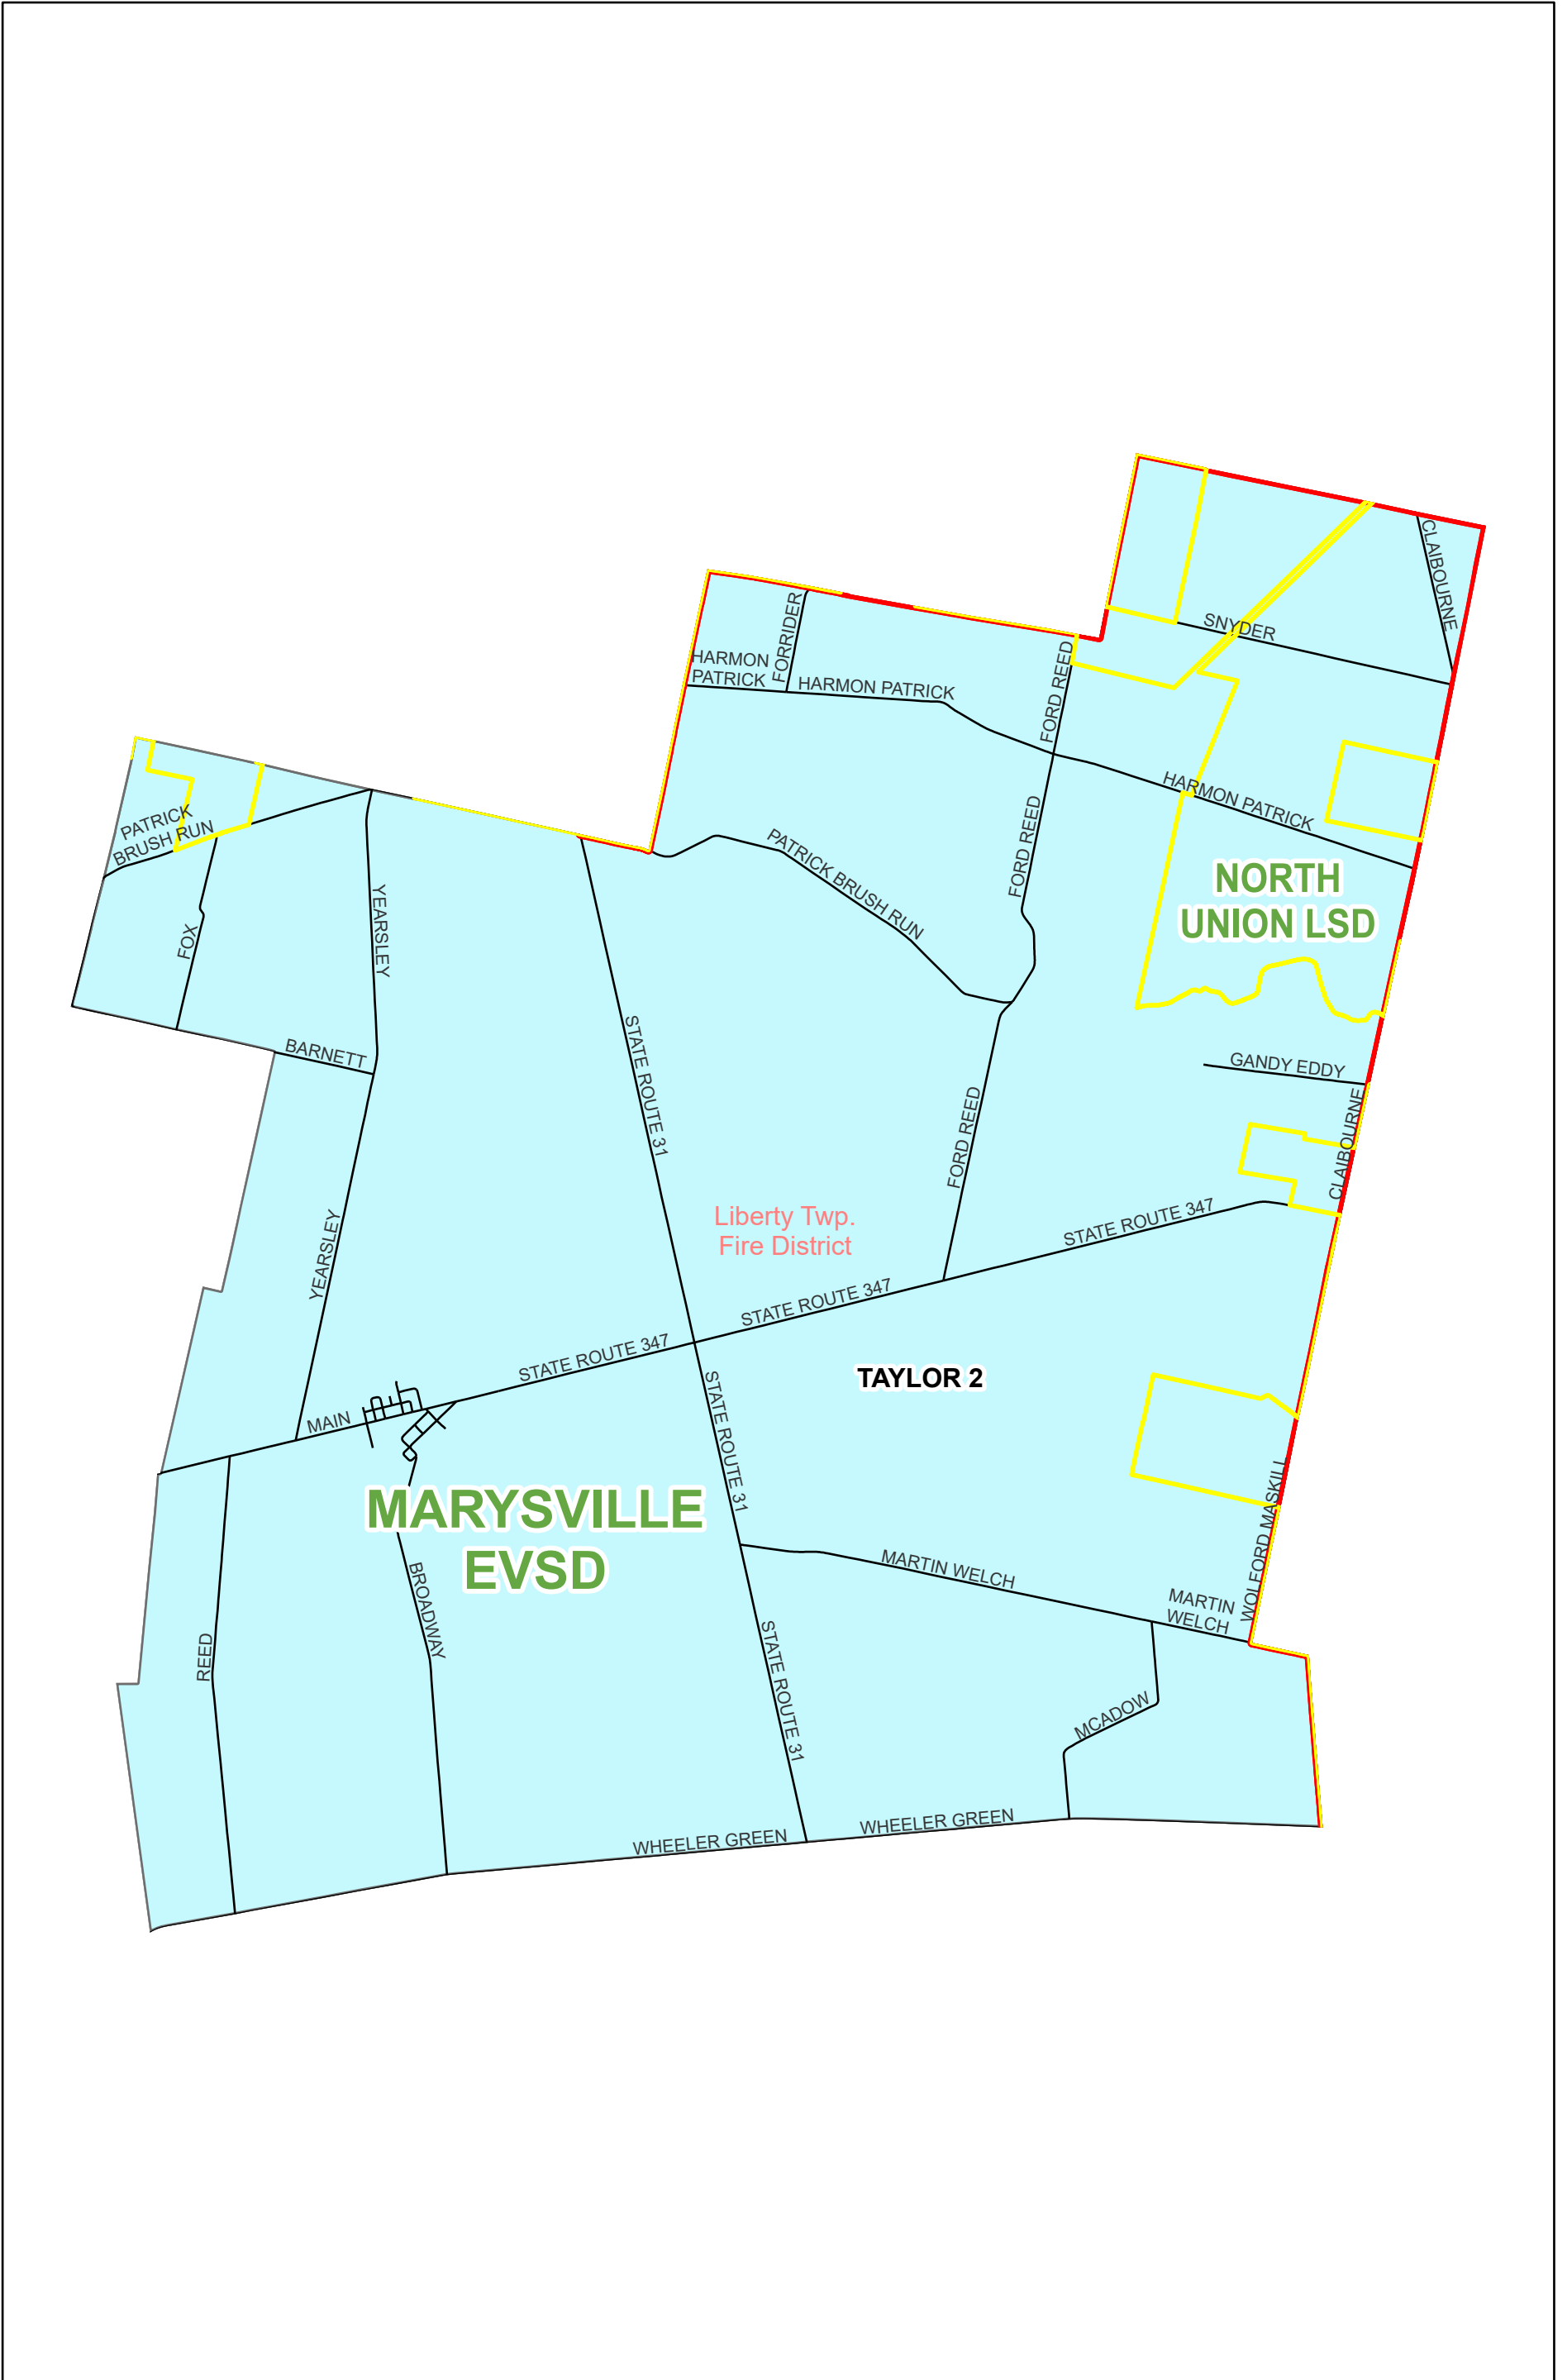 CLAIBOURNE
SNYDER
FORRIDER
HARMON
PATRICK
HARMON PATRICK
FORD REED
HARMON PATRICK
PATRICK
BRUSH RUN
PATRICK BRUSH RUN
FORD REED
NORTH
UNION LSD
YEARSLEY
FOX
BARNETT
STATE ROUTE 31
GANDY EDDY
FORD REED
CLAIBOURNE
YEARSLEY
Liberty Twp.
Fire District
STATE ROUTE 347
STATE ROUTE 347
STATE ROUTE 347
TAYLOR 2
MAIN
STATE ROUTE 31
MARYSVILLE
EVSD
WOLFORD MASKILL
BROADWAY
MARTIN WELCH
MARTIN
WELCH
REED
STATE ROUTE 31
MCADOW
WHEELER GREEN
WHEELER GREEN